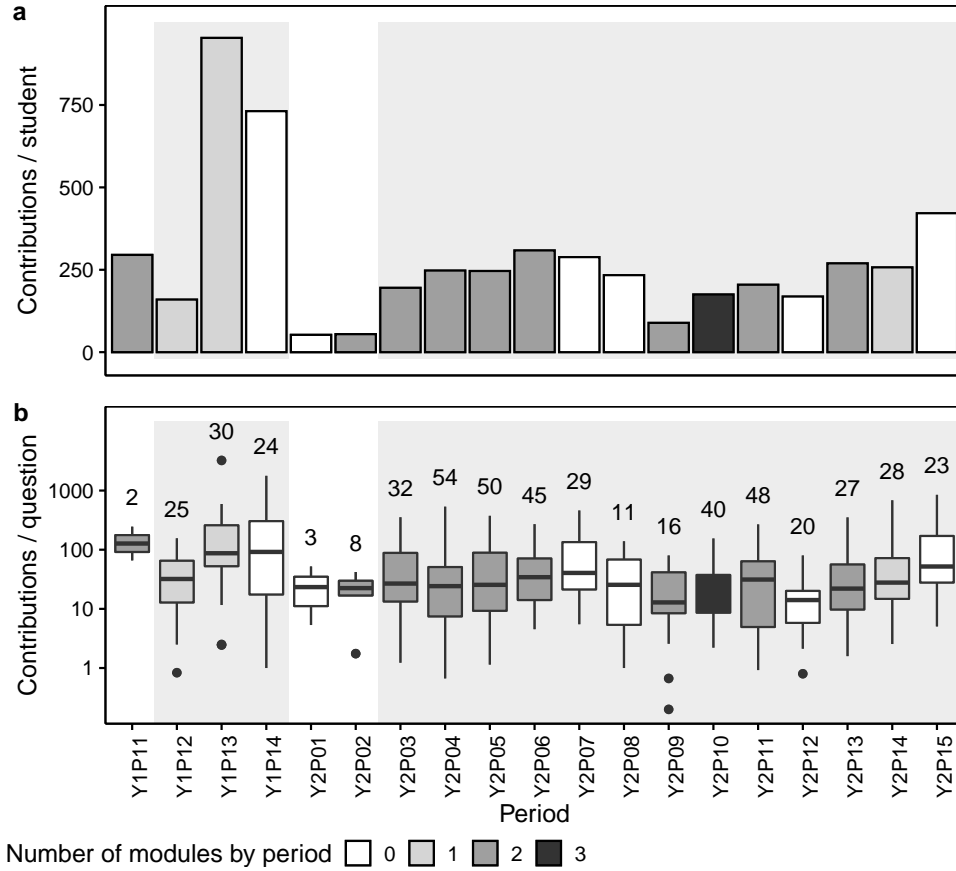 a
Contributions / student
750
500
250
0
b
Contributions / question
1000
100
10
1
2
25
30
24
3
8
32
54
50
45
29
11
16
40
48
20
27
28
23
Y1P11
Y1P12
Y1P13
Y1P14
Y2P01
Y2P02
Y2P03
Y2P04
Y2P05
Y2P06
Y2P07
Y2P08
Y2P09
Y2P10
Y2P11
Y2P12
Y2P13
Y2P14
Y2P15
Period
Number of modules by period 0 1 2 3